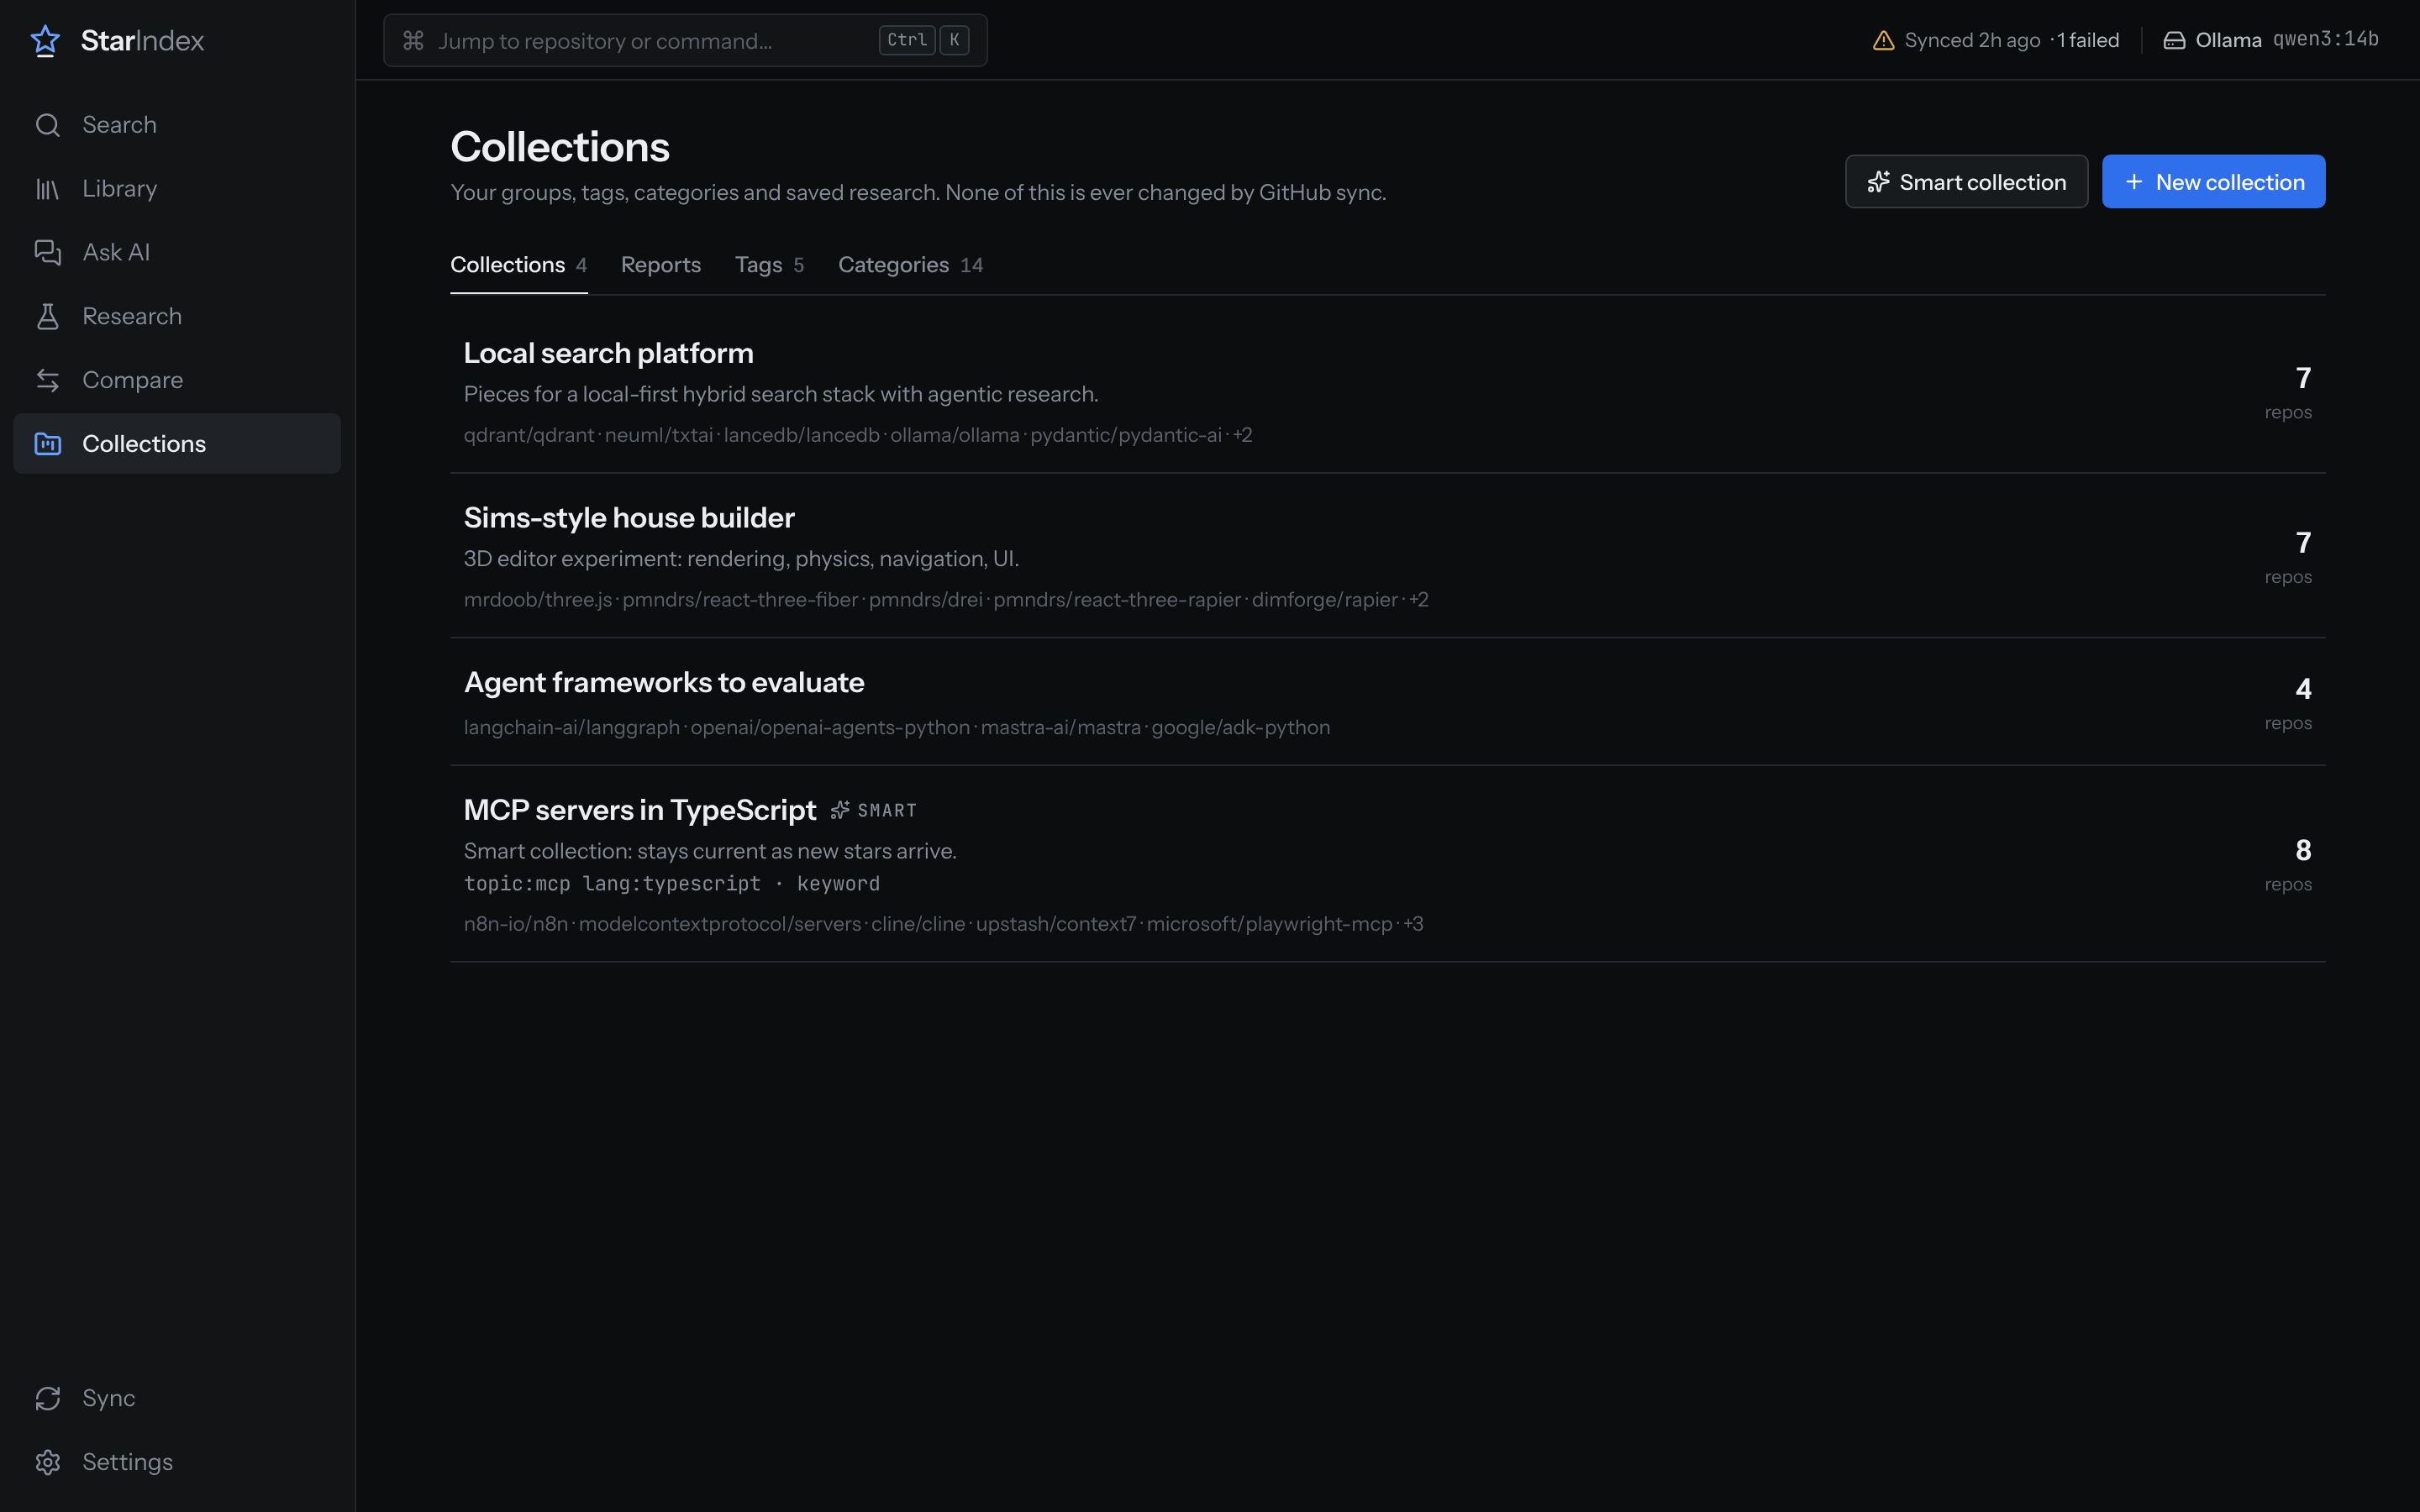 StarIndex
Search
Library
Ask AI
Research
Compare
Collections
Sync
Settings
⌘ Jump to repository or command... Ctrl K
Synced 2h ago · 1 failed
Ollama qwen3:14b
Collections
Your groups, tags, categories and saved research. None of this is ever changed by GitHub sync.
Smart collection
+ New collection
Collections 4 Reports Tags 5 Categories 14
Local search platform
Pieces for a local-first hybrid search stack with agentic research.
qdrant/qdrant · neuml/txtai · lancedb/lancedb · ollama/ollama · pydantic/pydantic-ai · +2
7
repos
Sims-style house builder
3D editor experiment: rendering, physics, navigation, UI.
mrdoob/three.js · pmndrs/react-three-fiber · pmndrs/drei · pmndrs/react-three-rapier · dimforge/rapier · +2
7
repos
Agent frameworks to evaluate
langchain-ai/langgraph · openai/openai-agents-python · mastra-ai/mastra · google/adk-python
4
repos
MCP servers in TypeScript SMART
Smart collection: stays current as new stars arrive.
topic:mcp lang:typescript · keyword
n8n-io/n8n · modelcontextprotocol/servers · cline/cline · upstash/context7 · microsoft/playwright-mcp · +3
8
repos